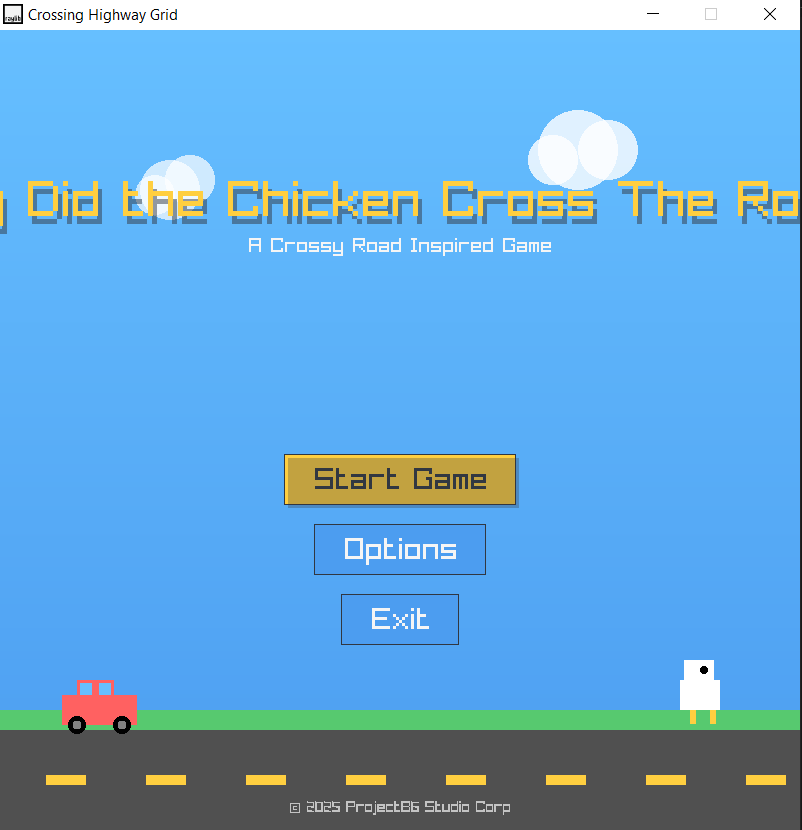 raylib
Crossing Highway Grid
Did the Chicken Cross The Ro
A Crossy Road Inspired Game
Start Game
Options
Exit
© 2025 Project86 Studio Corp